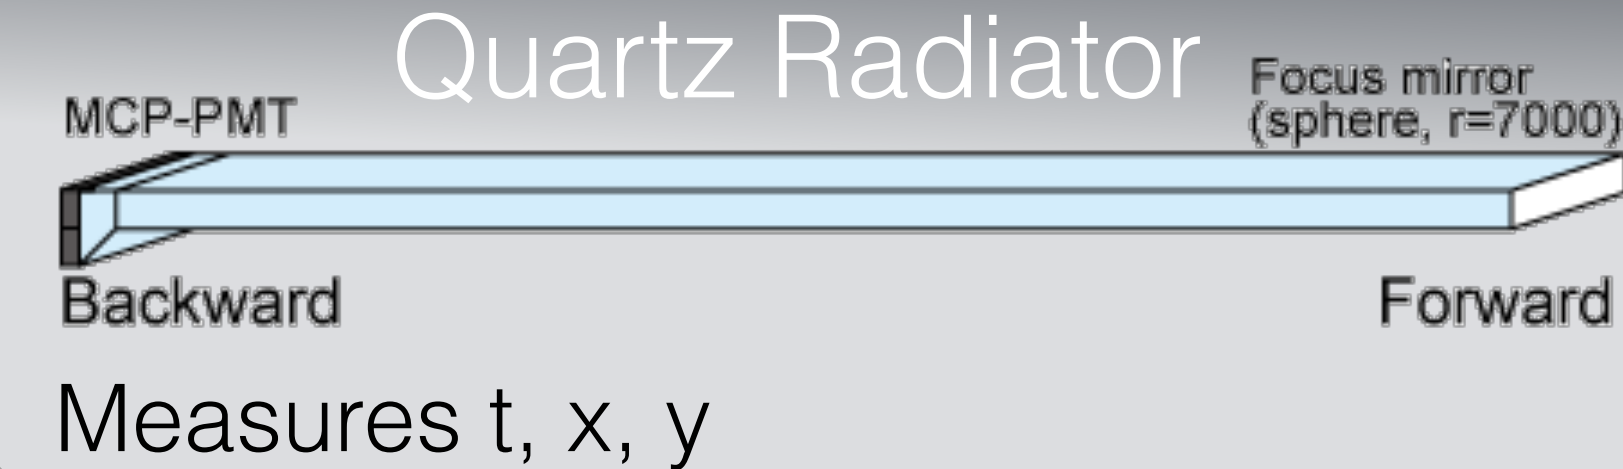 Quartz Radiator
MCP-PMT
Focus mirror
(sphere, r=7000)
Backward
Forward
Measures t, x, y